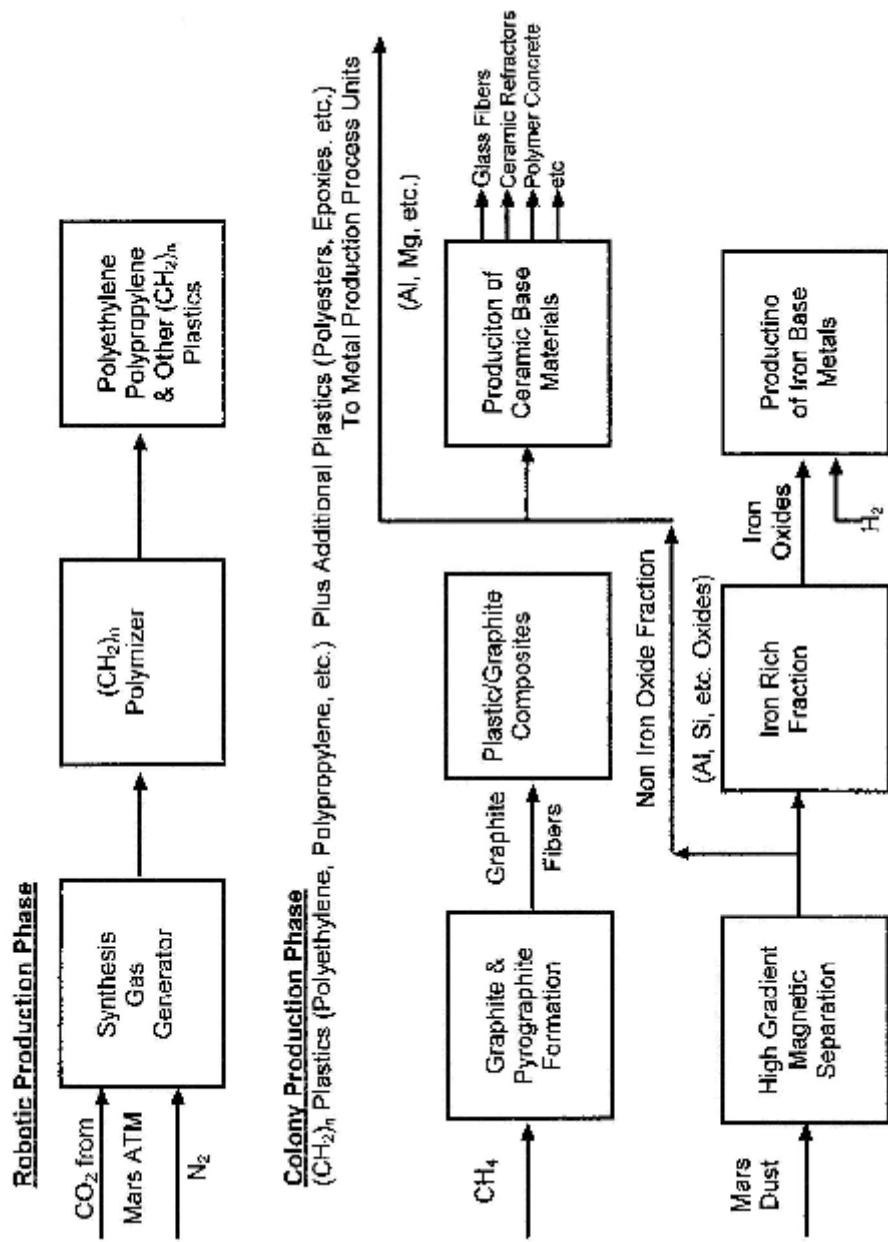 Robotic Production Phase
CO2 from
Mars ATM
N2
Synthesis
Gas
Generator
(CH2)n
Polymizer
Polyethylene
Polypropylene
& Other (CH2)n
Plastics
Colony Production Phase
(CH2)n Plastics (Polyethylene, Polypropylene, etc.) Plus Additional Plastics (Polyesters, Epoxies. etc.)
To Metal Production Process Units
(Al, Mg, etc.)
CH4
Graphite &
Pyrographite
Formation
Graphite
Fibers
Plastic/Graphite
Composites
Produciton of
Ceramic Base
Materials
Glass Fibers
Ceramic Refractors
Polymer Concrete
etc
Non Iron Oxide Fraction
(Al, Si, etc. Oxides)
Mars
Dust
High Gradient
Magnetic
Separation
Iron Rich
Fraction
Iron
Oxides
H2
Productino
of Iron Base
Metals